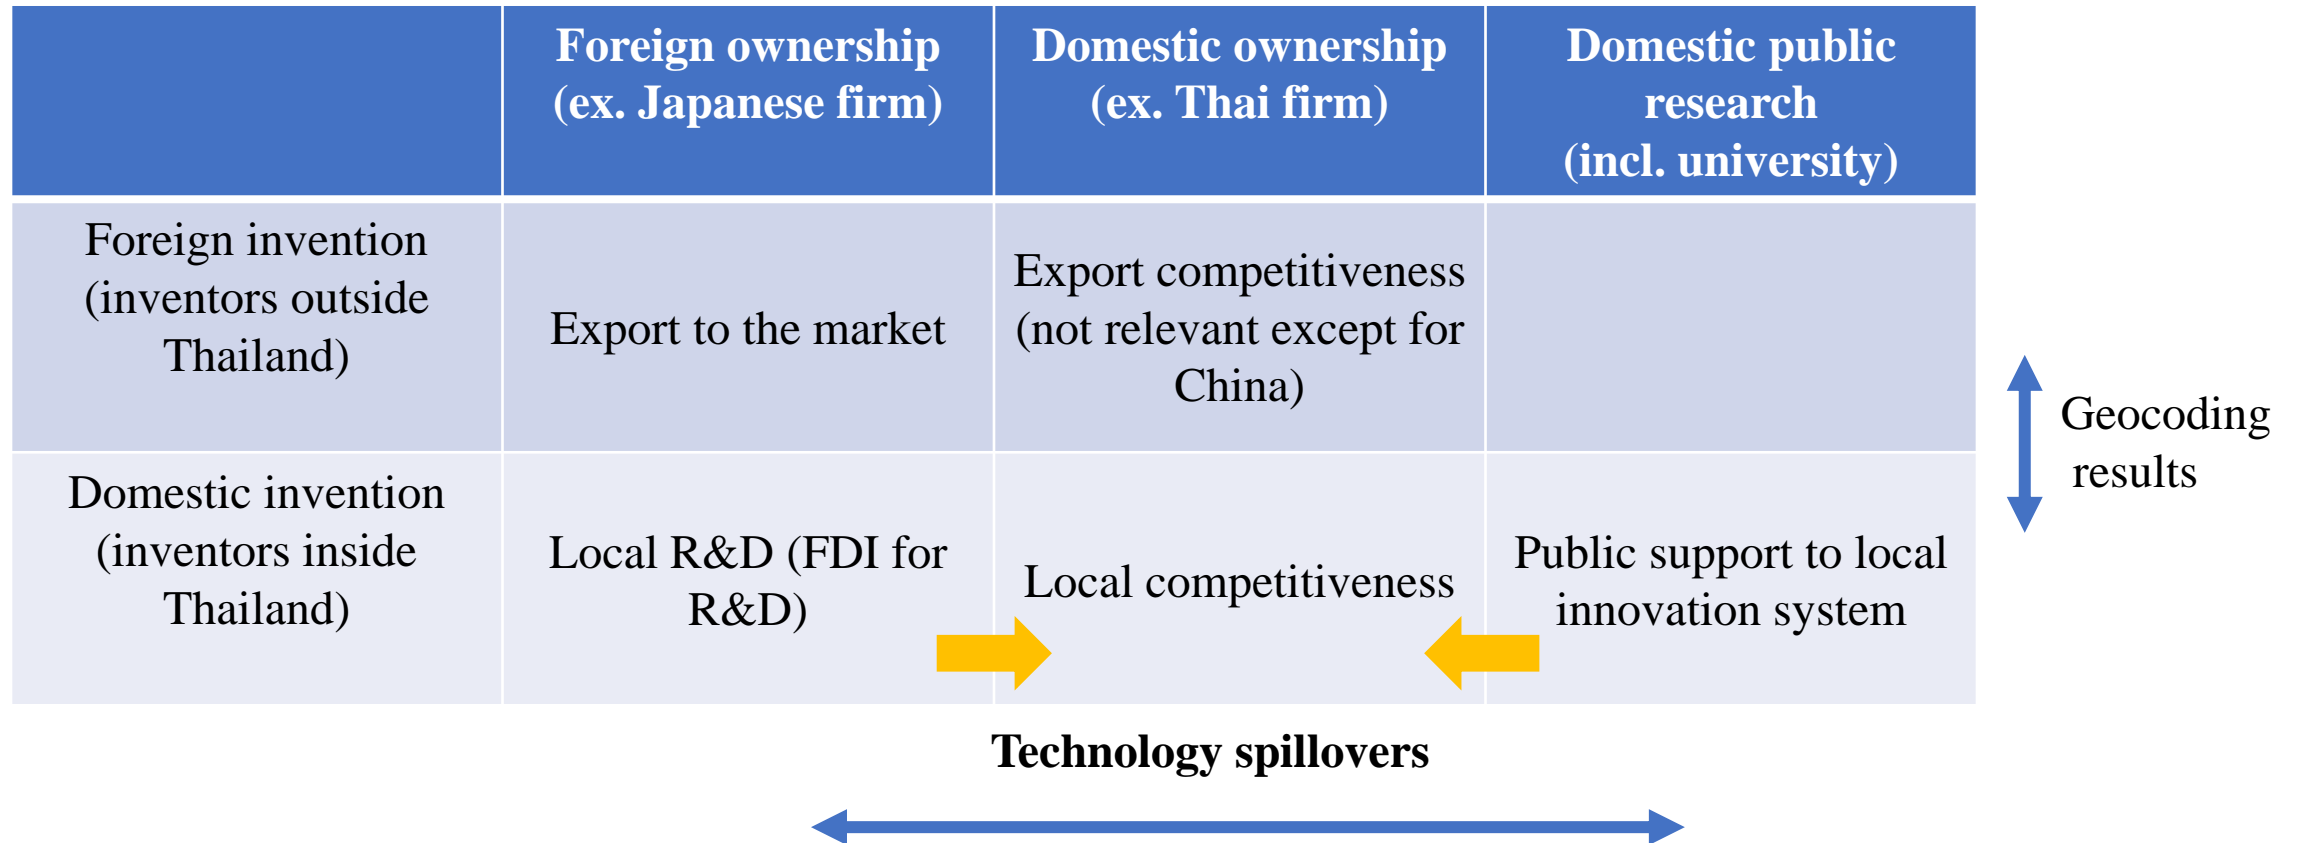 Foreign ownership
(ex. Japanese firm)
Domestic ownership
(ex. Thai firm)
Domestic public
research
(incl. university)
Foreign invention
(inventors outside
Thailand)
Export to the market
Export competitiveness
(not relevant except for
China)
Domestic invention
(inventors inside
Thailand)
Local R&D (FDI for
R&D)
Local competitiveness
Public support to local
innovation system
Geocoding
results
Technology spillovers